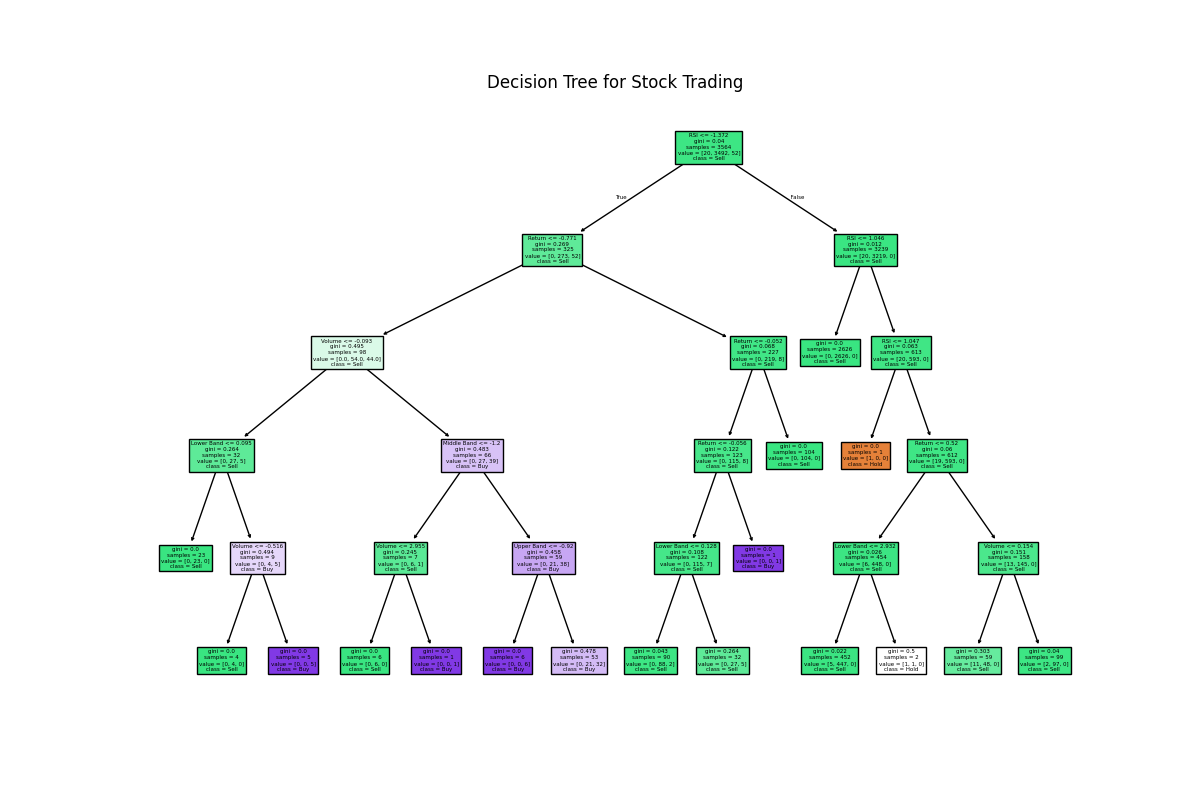 Decision Tree for Stock Trading
RSI <= -1.372
gini = 0.04
samples = 3564
value = [20, 3492, 52]
class = Sell
True
False
Return <= -0.771
gini = 0.269
samples = 325
value = [0, 273, 52]
class = Sell
RSI <= 1.046
gini = 0.012
samples = 3239
value = [20, 3219, 0]
class = Sell
Volume <= -0.093
gini = 0.495
samples = 98
value = [0.0, 54.0, 44.0]
class = Sell
Return <= -0.052
gini = 0.068
samples = 227
value = [0, 219, 8]
class = Sell
gini = 0.0
samples = 2626
value = [0, 2626, 0]
class = Sell
RSI <= 1.047
gini = 0.063
samples = 613
value = [20, 593, 0]
class = Sell
Lower Band <= 0.095
gini = 0.264
samples = 32
value = [0, 27, 5]
class = Sell
Middle Band <= -1.2
gini = 0.483
samples = 66
value = [0, 27, 39]
class = Buy
Return <= -0.056
gini = 0.122
samples = 123
value = [0, 115, 8]
class = Sell
gini = 0.0
samples = 104
value = [0, 104, 0]
class = Sell
gini = 0.0
samples = 1
value = [1, 0, 0]
class = Hold
Return <= 0.52
gini = 0.06
samples = 612
value = [19, 593, 0]
class = Sell
gini = 0.0
samples = 23
value = [0, 23, 0]
class = Sell
Volume <= -0.516
gini = 0.494
samples = 9
value = [0, 4, 5]
class = Buy
Volume <= 2.955
gini = 0.245
samples = 7
value = [0, 6, 1]
class = Sell
Upper Band <= -0.92
gini = 0.458
samples = 59
value = [0, 21, 38]
class = Buy
Lower Band <= 0.128
gini = 0.108
samples = 122
value = [0, 115, 7]
class = Sell
gini = 0.0
samples = 1
value = [0, 0, 1]
class = Buy
Lower Band <= 2.932
gini = 0.026
samples = 454
value = [6, 448, 0]
class = Sell
Volume <= 0.154
gini = 0.151
samples = 158
value = [13, 145, 0]
class = Sell
gini = 0.0
samples = 4
value = [0, 4, 0]
class = Sell
gini = 0.0
samples = 5
value = [0, 0, 5]
class = Buy
gini = 0.0
samples = 6
value = [0, 6, 0]
class = Sell
gini = 0.0
samples = 1
value = [0, 0, 1]
class = Buy
gini = 0.0
samples = 6
value = [0, 0, 6]
class = Buy
gini = 0.478
samples = 53
value = [0, 21, 32]
class = Buy
gini = 0.043
samples = 90
value = [0, 88, 2]
class = Sell
gini = 0.264
samples = 32
value = [0, 27, 5]
class = Sell
gini = 0.022
samples = 452
value = [5, 447, 0]
class = Sell
gini = 0.5
samples = 2
value = [1, 1, 0]
class = Hold
gini = 0.303
samples = 59
value = [11, 48, 0]
class = Sell
gini = 0.04
samples = 99
value = [2, 97, 0]
class = Sell